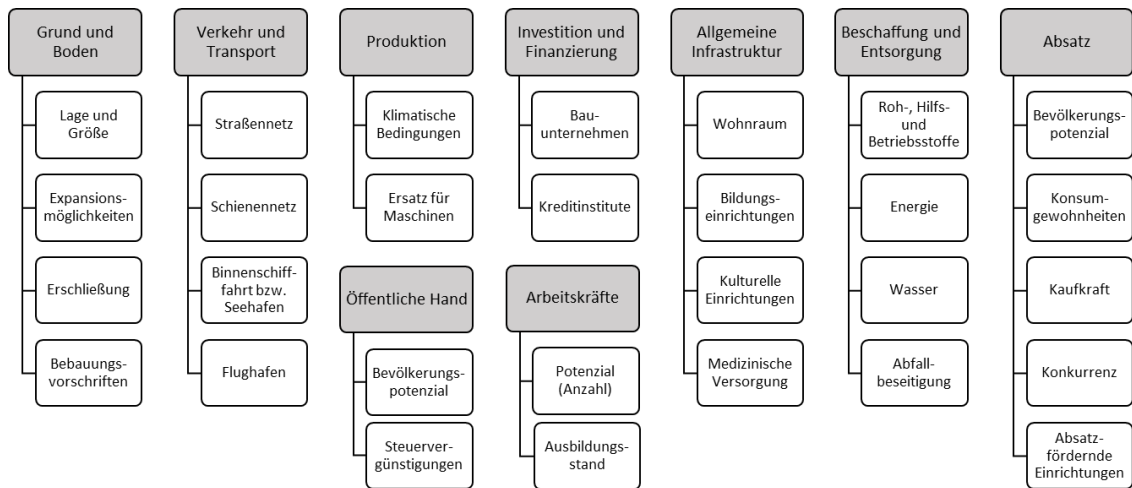 Grund und
Boden
Lage und
Größe
Expansions-
möglichkeiten
Erschließung
Bebauungs-
vorschriften
Verkehr und
Transport
Straßennetz
Schienennetz
Binnenschiff-
fahrt bzw.
Seehafen
Flughafen
Produktion
Klimatische
Bedingungen
Ersatz für
Maschinen
Öffentliche Hand
Bevölkerungs-
potenzial
Steuerver-
günstigungen
Investition und
Finanzierung
Bau-
unternehmen
Kreditinstitute
Arbeitskräfte
Potenzial
(Anzahl)
Ausbildungs-
stand
Allgemeine
Infrastruktur
Wohnraum
Bildungs-
einrichtungen
Kulturelle
Einrichtungen
Medizinische
Versorgung
Beschaffung und
Entsorgung
Roh-, Hilfs-
und
Betriebsstoffe
Energie
Wasser
Abfall-
beseitigung
Absatz
Bevölkerungs-
potenzial
Konsum-
gewohnheiten
Kaufkraft
Konkurrenz
Absatz-
fördernde
Einrichtungen